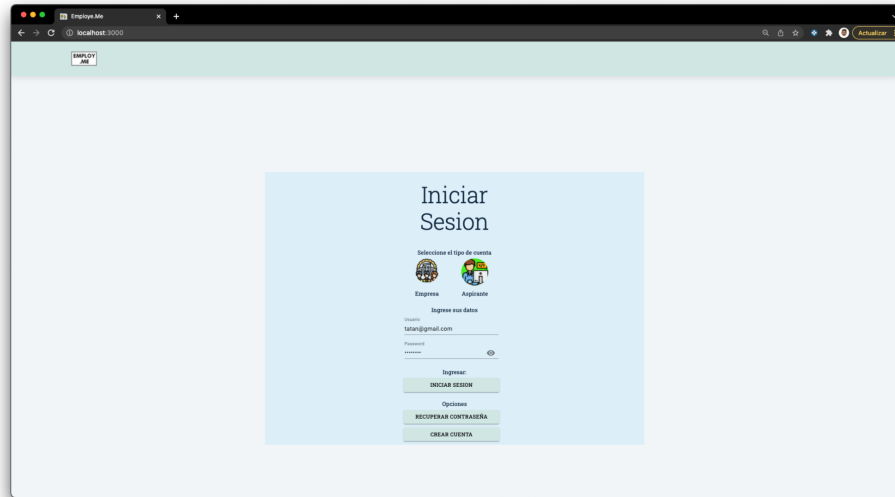 Employe.Me
localhost:3000
Actualizar
EMPLOY
.ME
Iniciar
Sesion
Seleccione el tipo de cuenta
Empresa Aspirante
Ingrese sus datos
Usuario
tatan@gmail.com
Password
••••••••
Ingresar:
INICIAR SESION
Opciones
RECUPERAR CONTRASEÑA
CREAR CUENTA